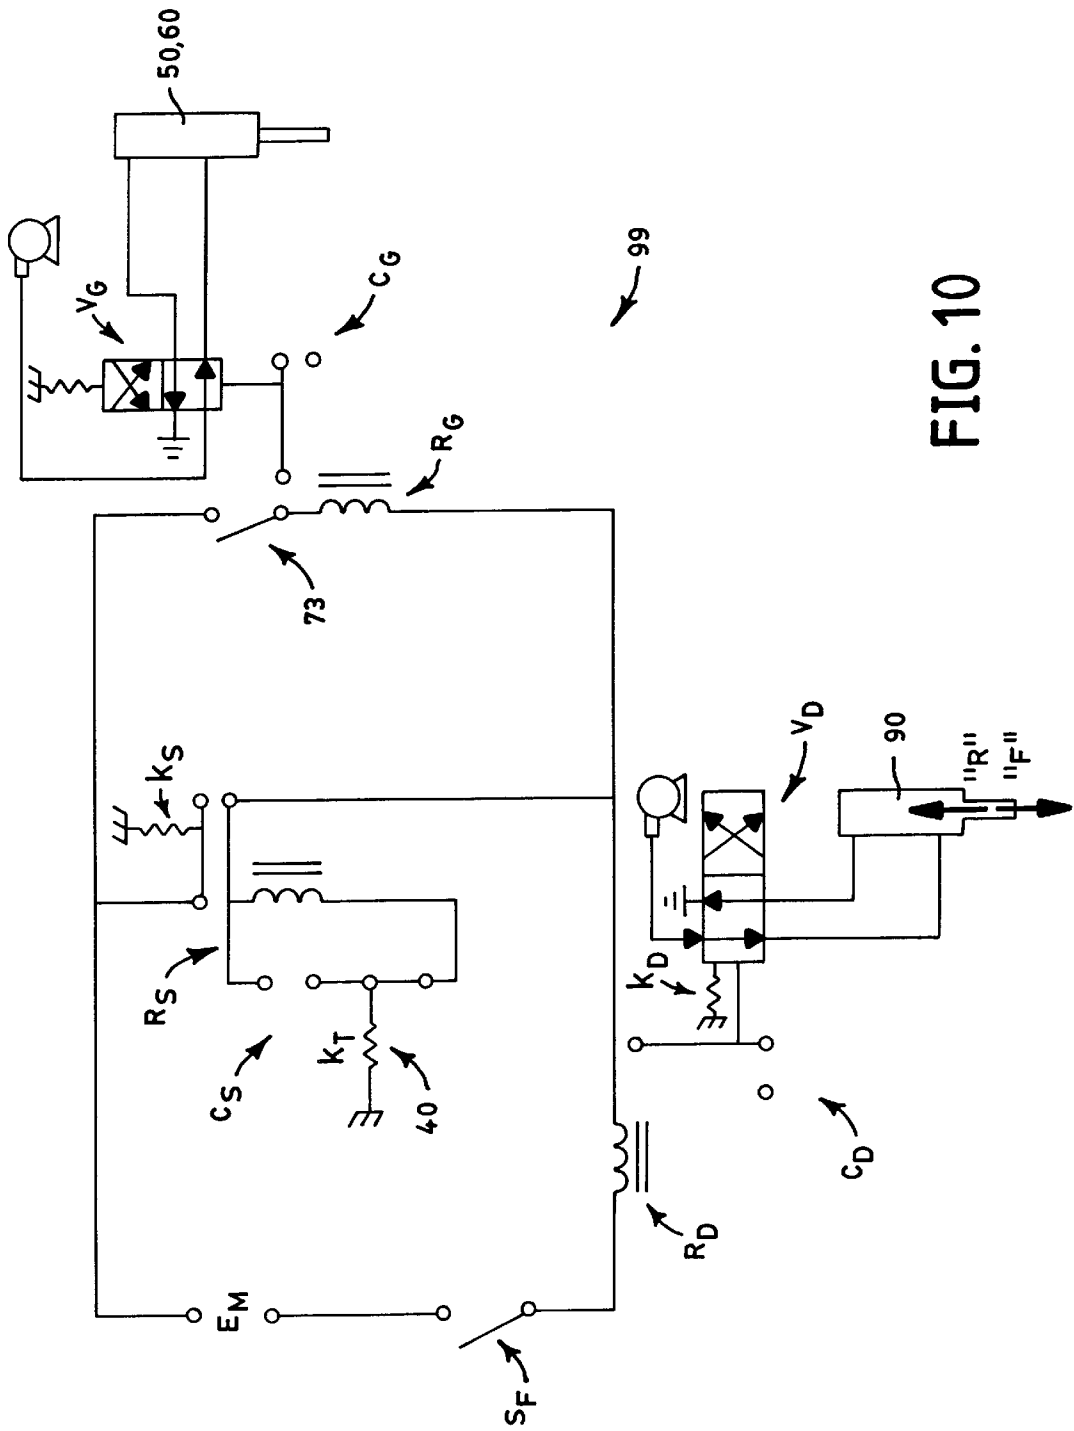 50,60
V_G
C_G
99
R_G
73
k_S
R_S
C_S
k_T
40
E_M
S_F
R_D
C_D
k_D
V_D
90
"R"
"F"
FIG. 10